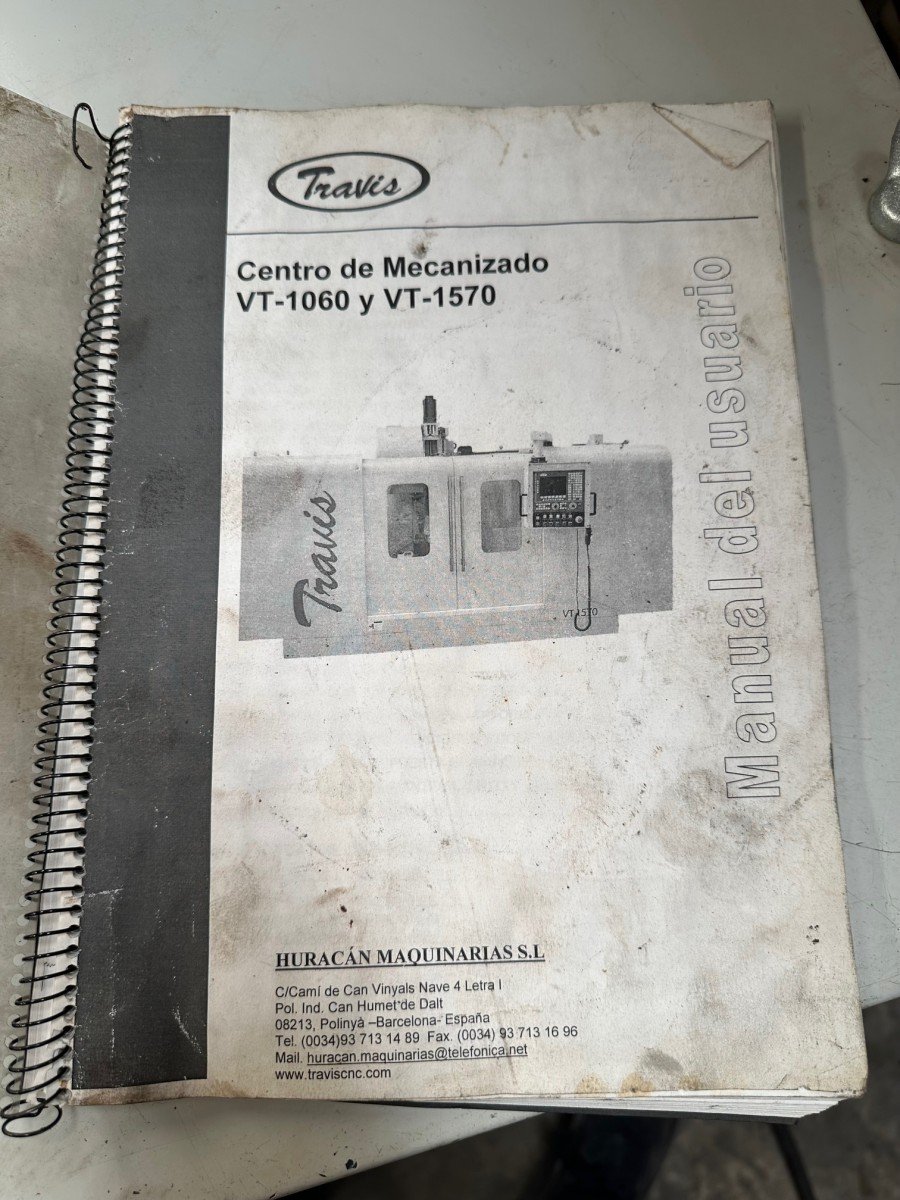 Travis
Centro de Mecanizado
VT-1060 y VT-1570
Manual del usuario
Travis
VT-1570
HURACÁN MAQUINARIAS S.L
C/Camí de Can Vinyals Nave 4 Letra I
Pol. Ind. Can Humet de Dalt
08213, Polinyà –Barcelona- España
Tel. (0034)93 713 14 89 Fax. (0034) 93 713 16 96
Mail. huracan.maquinarias@telefonica.net
www.traviscnc.com